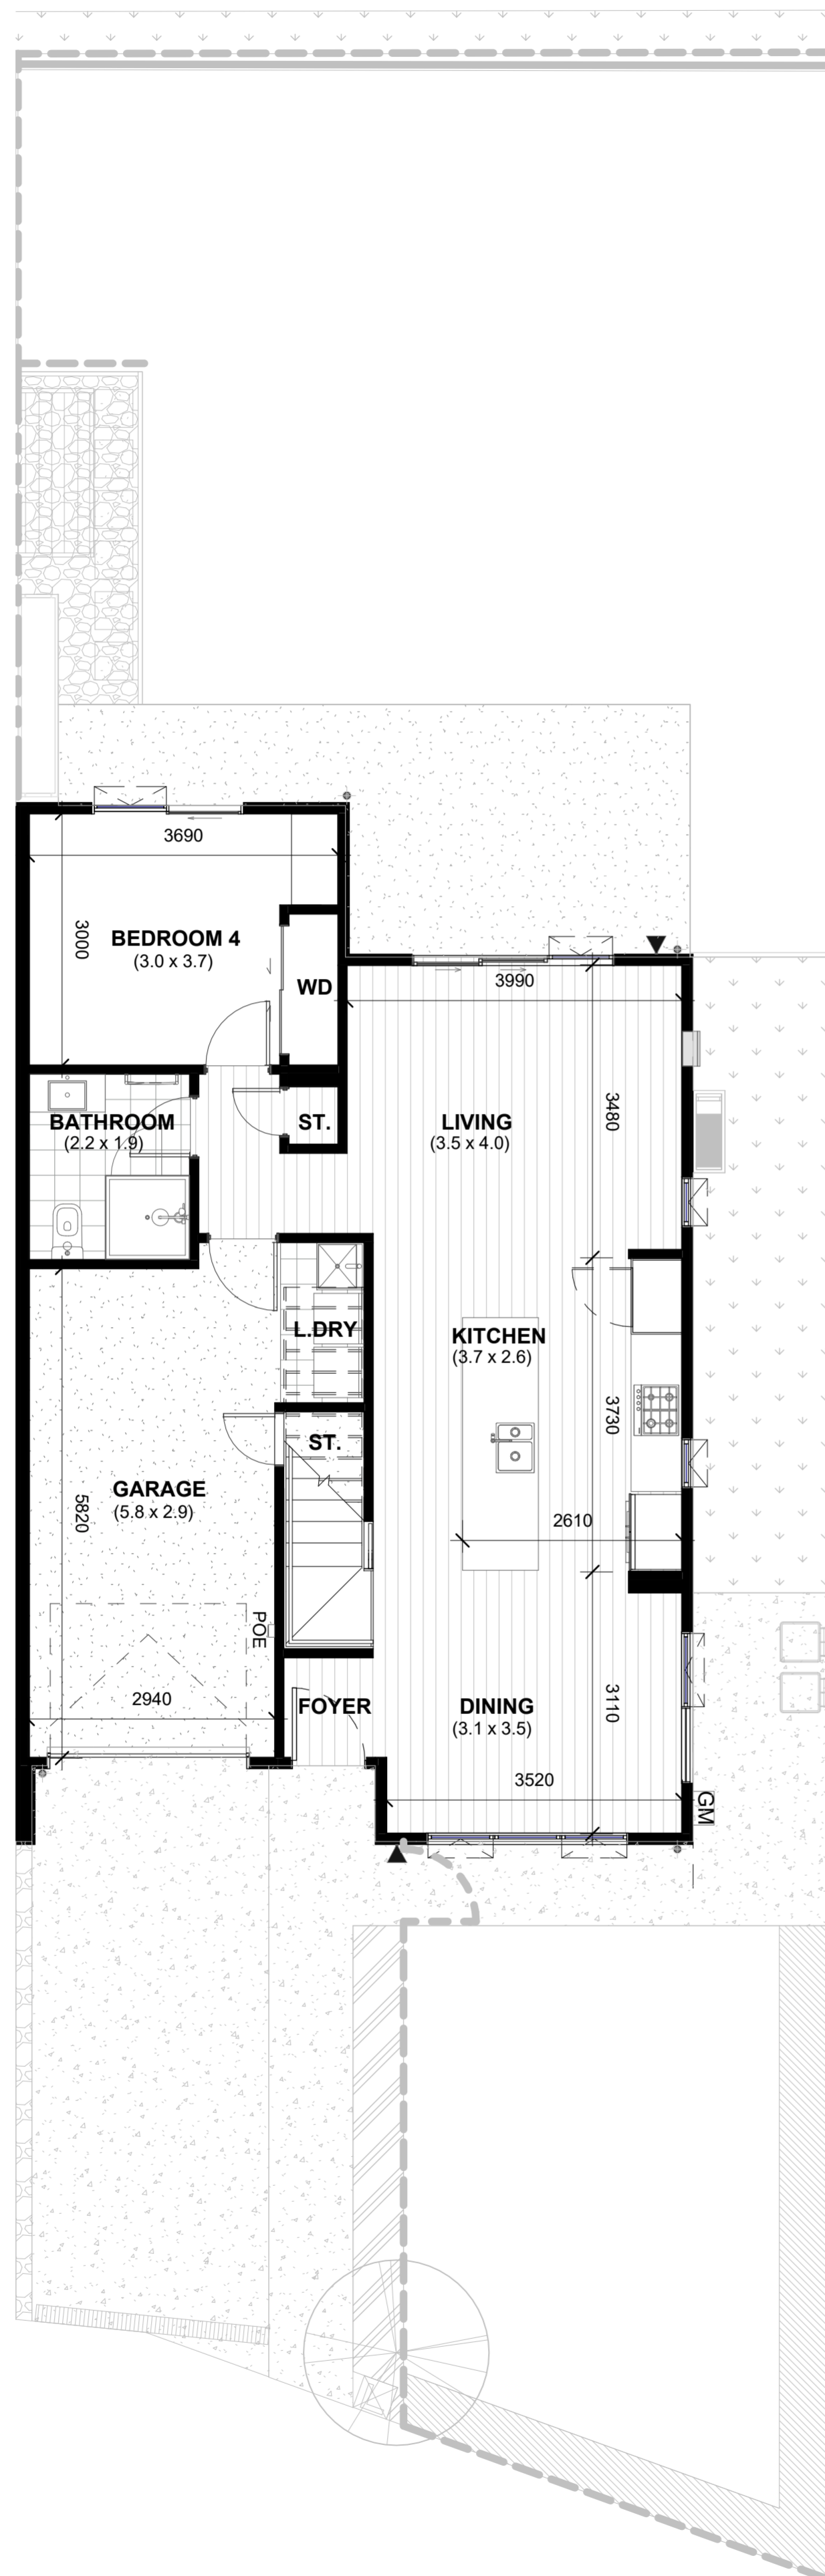 3690
3000
BEDROOM 4
(3.0 x 3.7)
WD
3990
BATHROOM
(2.2 x 1.9)
ST.
LIVING
(3.5 x 4.0)
3480
L.DRY
KITCHEN
(3.7 x 2.6)
3730
ST.
GARAGE
(5.8 x 2.9)
5820
2610
POE
2940
FOYER
DINING
(3.1 x 3.5)
3110
3520
GM